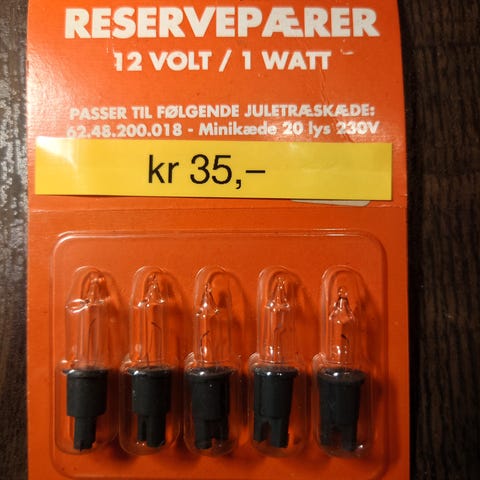 RESERVEPÆRER
12 VOLT / 1 WATT
PASSER TIL FØLGENDE JULETRÆSKÆDE:
62.48.200.018 - Minikæde 20 lys 230V
kr 35,–